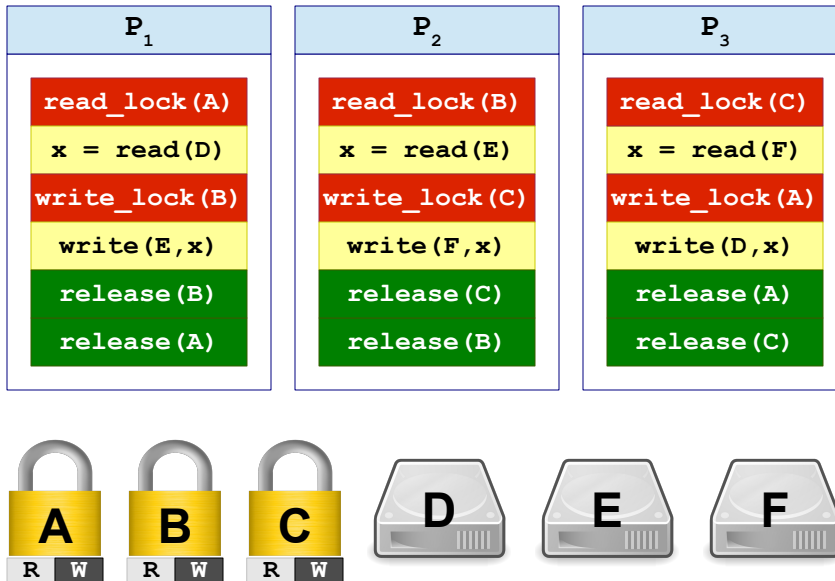 P1 P2 P3
read_lock(A) read_lock(B) read_lock(C)
x = read(D) x = read(E) x = read(F)
write_lock(B) write_lock(C) write_lock(A)
write(E,x) write(F,x) write(D,x)
release(B) release(C) release(A)
release(A) release(B) release(C)
A B C D E F
R W R W R W